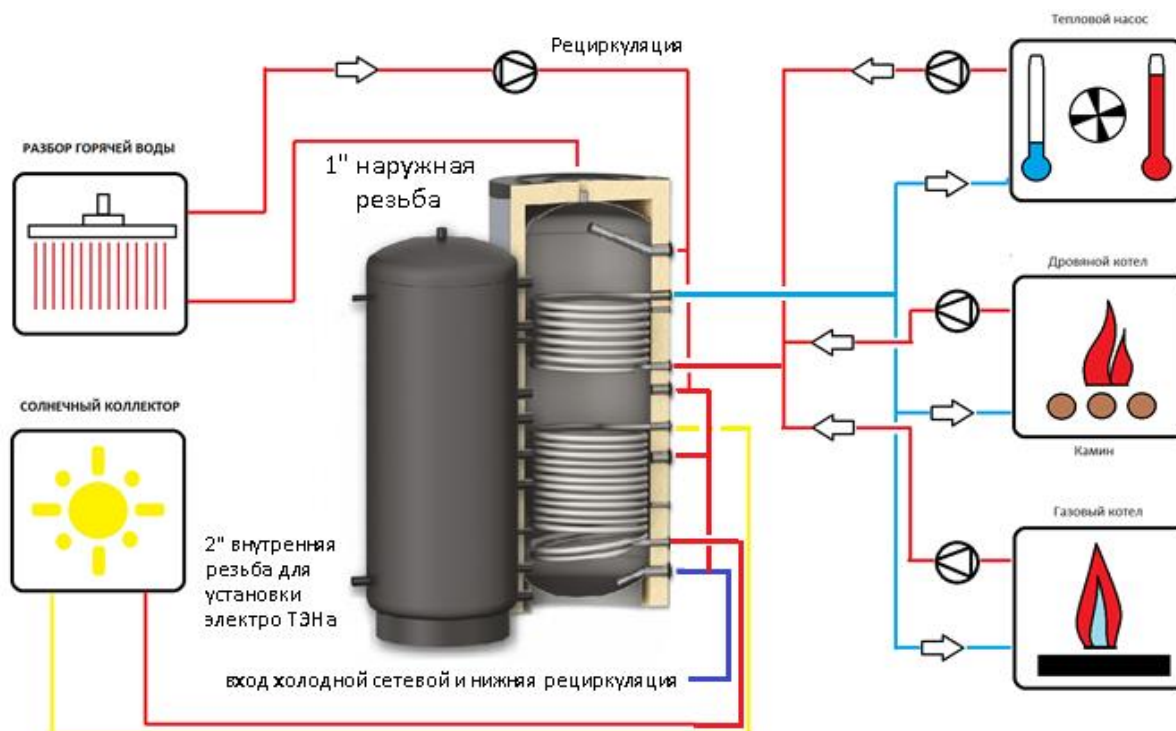 Тепловой насос
Рециркуляция
РАЗБОР ГОРЯЧЕЙ ВОДЫ
1" наружная
резьба
Дровяной котел
СОЛНЕЧНЫЙ КОЛЛЕКТОР
Камин
Газовый котел
2" внутренняя
резьба для
установки
электро ТЭНа
вход холодной сетевой и нижняя рециркуляция